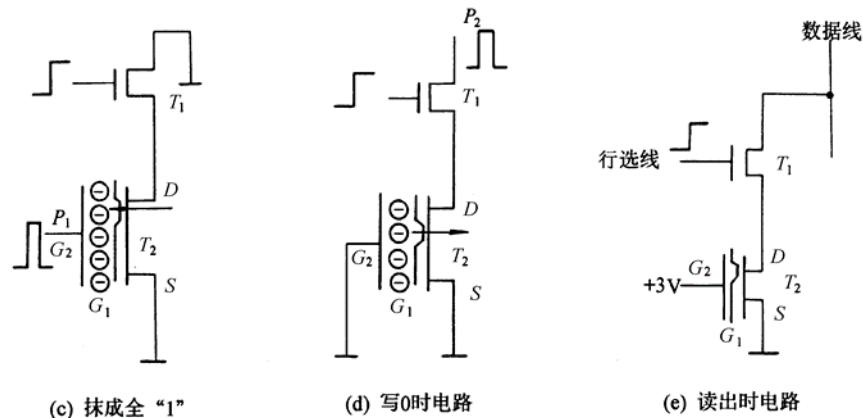 T₁
P₁
G₂
G₁
D
T₂
S
(c) 抹成全“1”
P₂
T₁
D
G₂
T₂
G₁
S
(d) 写0时电路
数据线
行选线
T₁
+3V
G₂
D
T₂
G₁
S
(e) 读出时电路